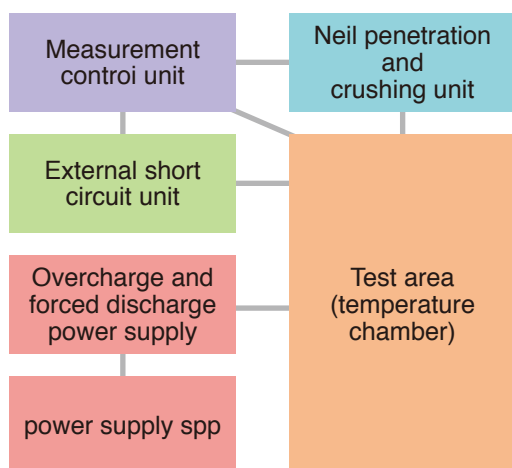 Measurement
controi unit
Neil penetration
and
crushing unit
External short
circuit unit
Overcharge and
forced discharge
power supply
Test area
(temperature
chamber)
power supply spp